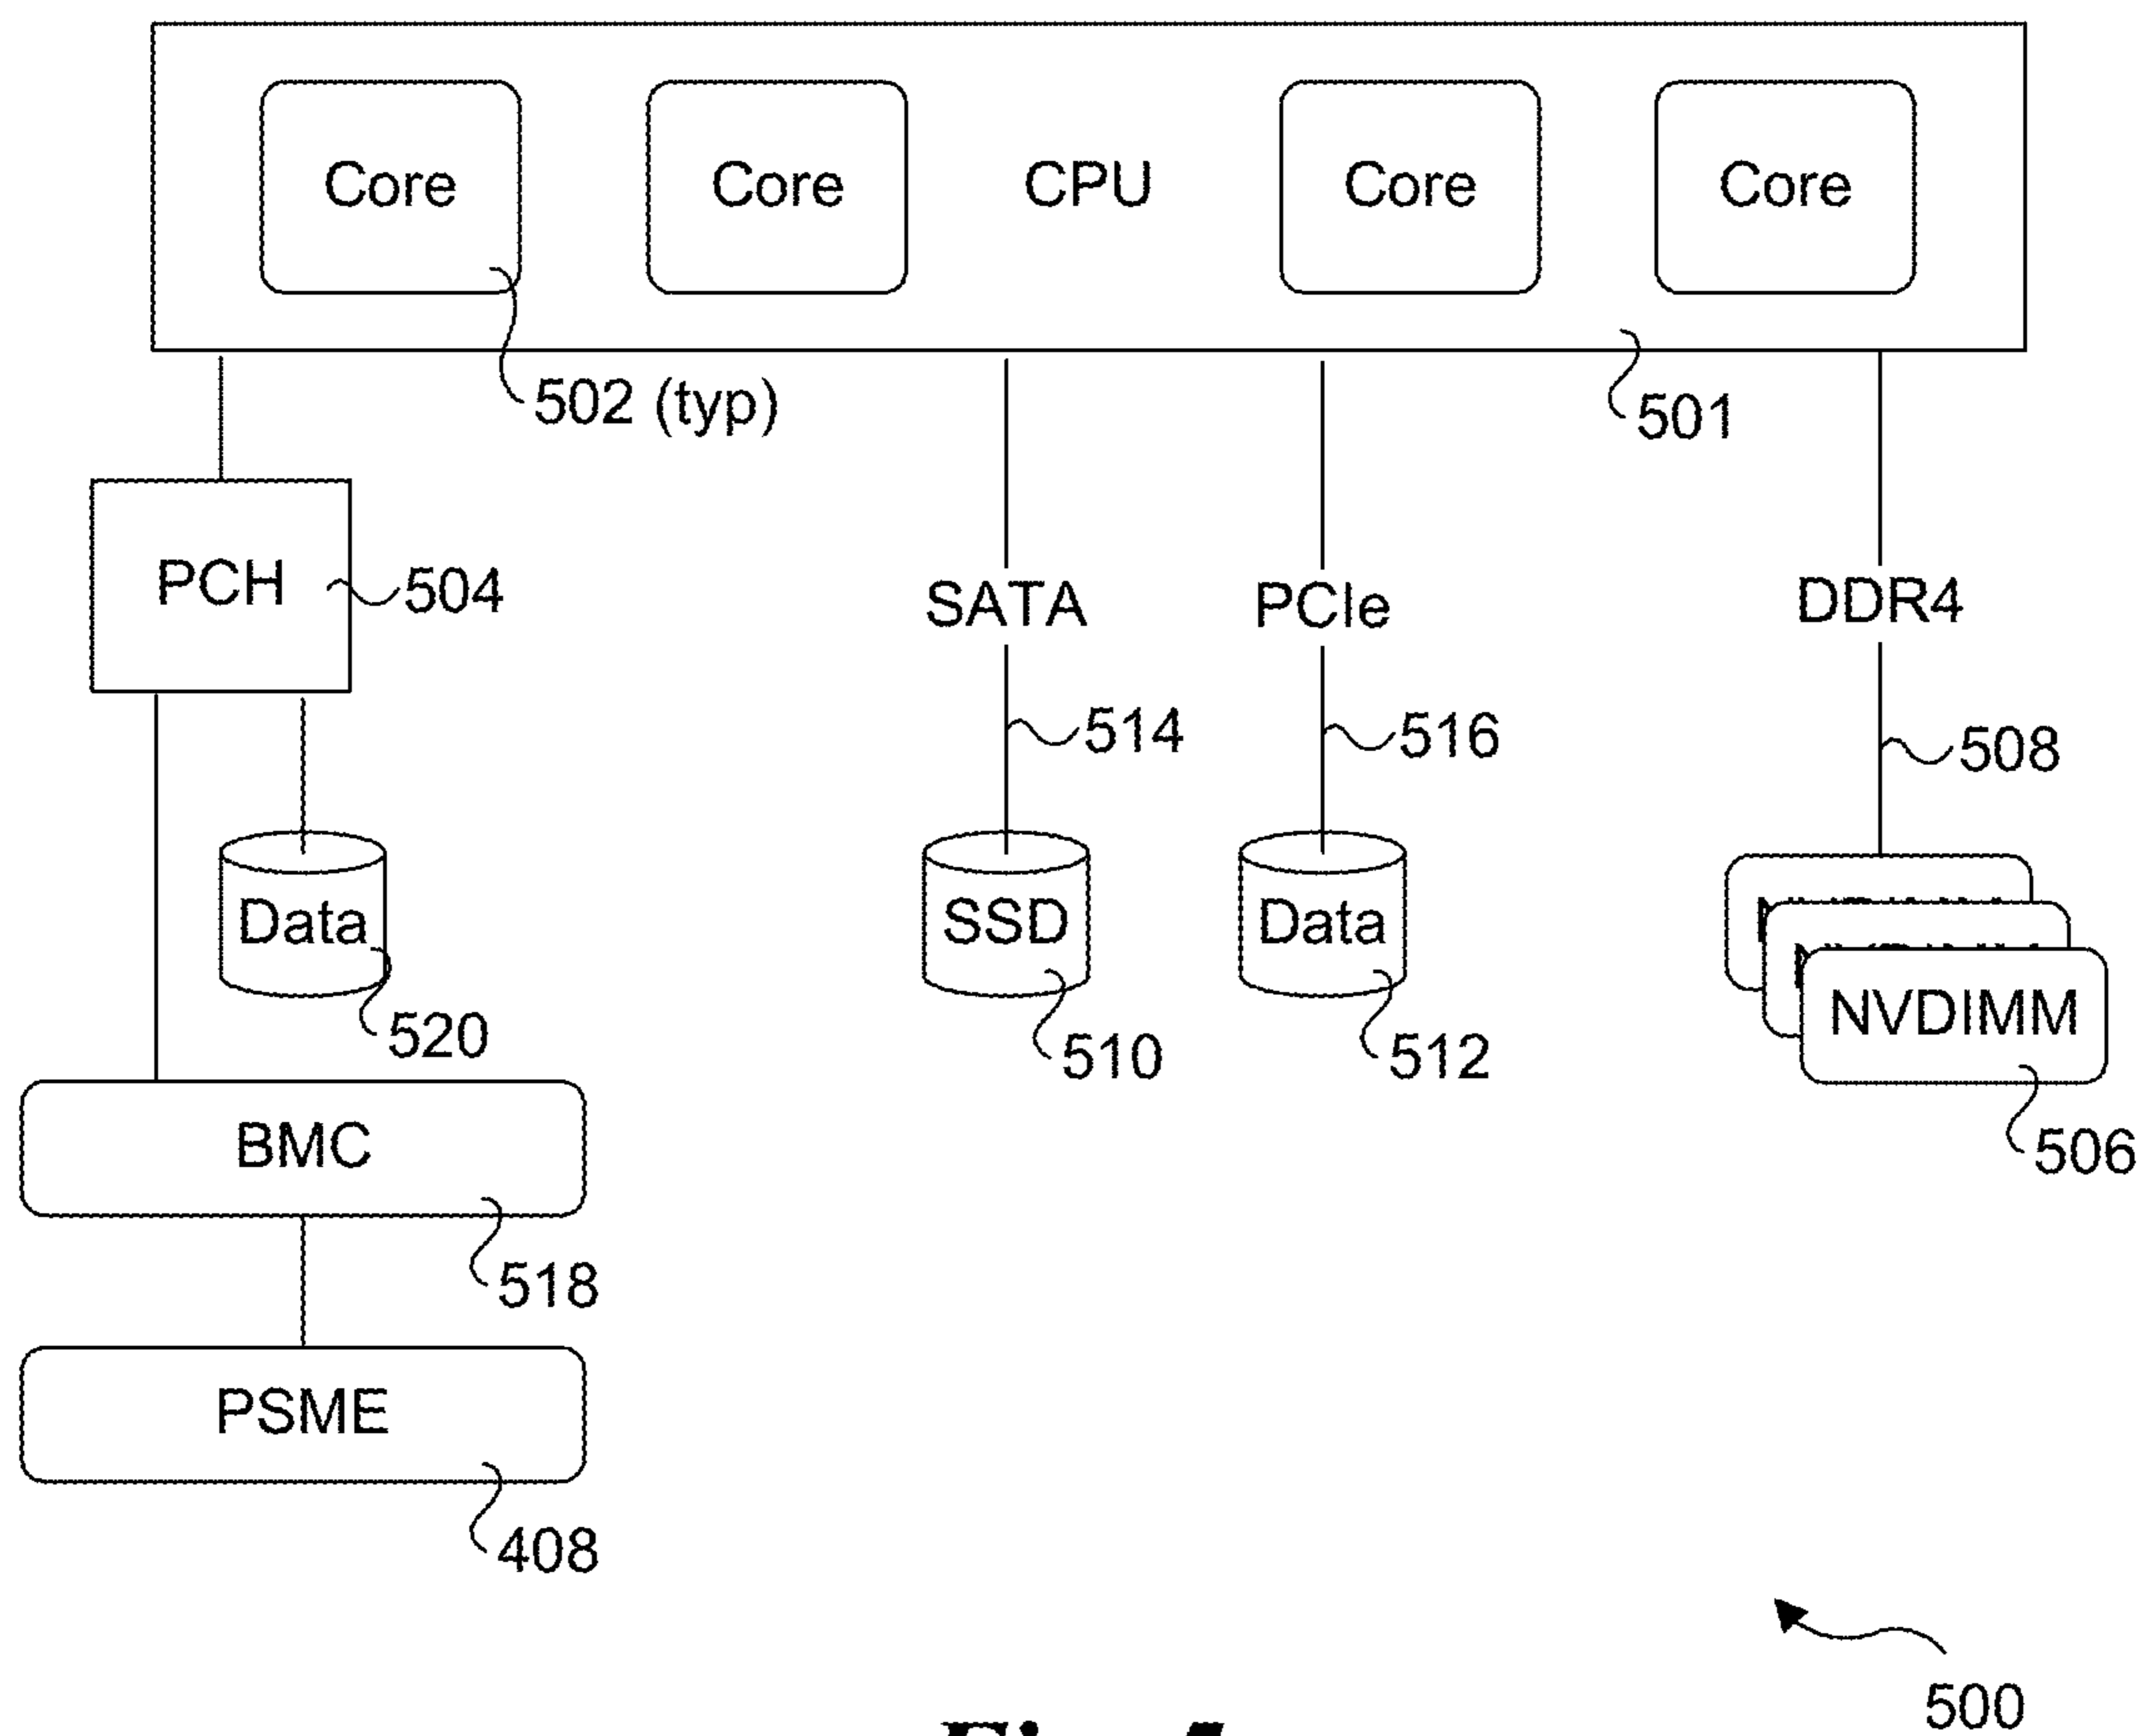 Core Core CPU Core Core
502 (typ)
501
PCH
504
SATA PCIe DDR4
514
516
508
Data
SSD
Data
NVDIMM
520
510
512
506
BMC
518
PSME
408
500